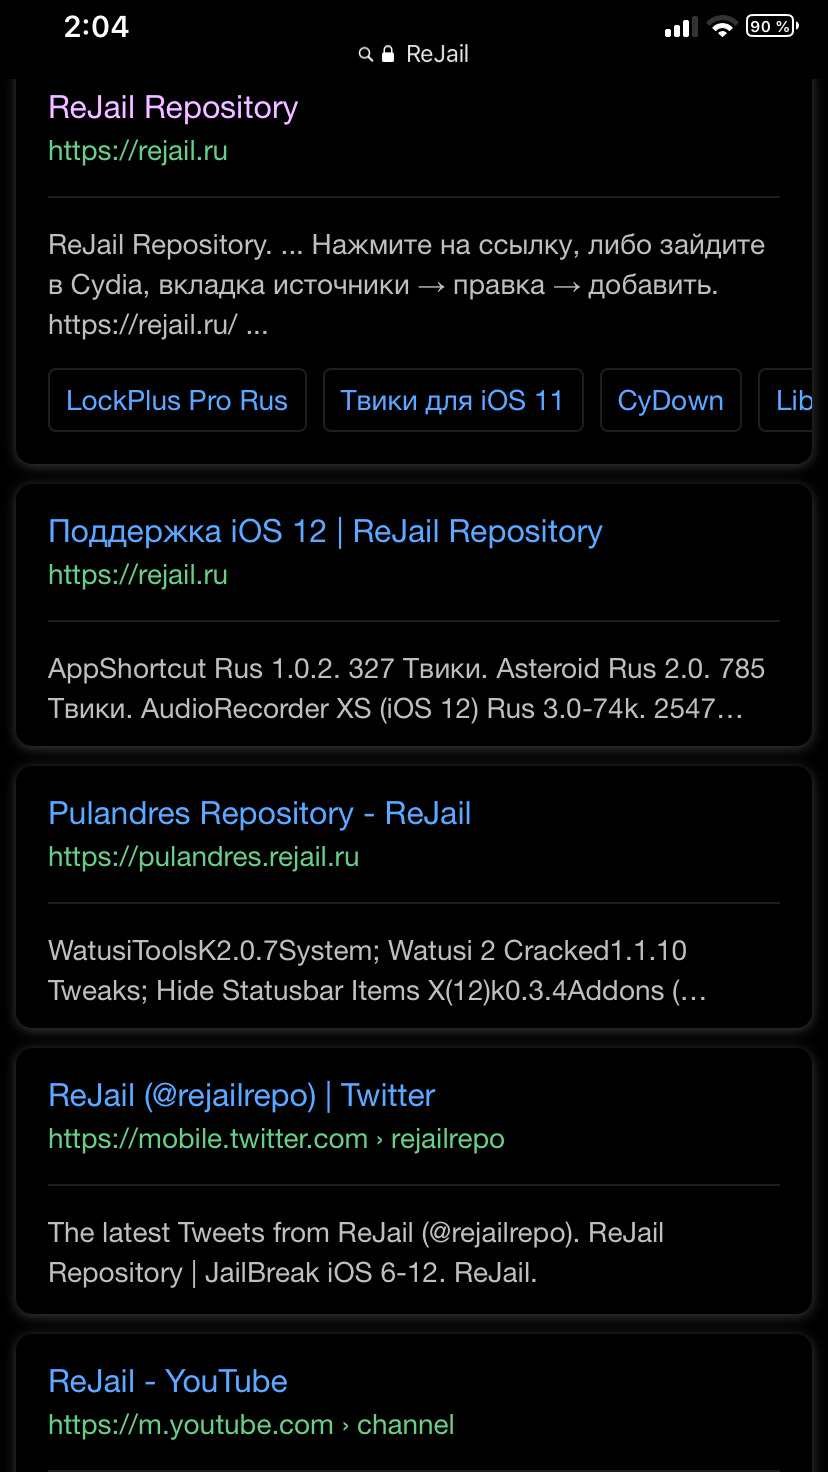 2:04
90 %
ReJail
ReJail Repository
https://rejail.ru
ReJail Repository. ... Нажмите на ссылку, либо зайдите
в Cydia, вкладка источники → правка → добавить.
https://rejail.ru/ ...
LockPlus Pro Rus
Твики для iOS 11
CyDown
Lib
Поддержка iOS 12 | ReJail Repository
https://rejail.ru
AppShortcut Rus 1.0.2. 327 Твики. Asteroid Rus 2.0. 785
Твики. AudioRecorder XS (iOS 12) Rus 3.0-74k. 2547...
Pulandres Repository - ReJail
https://pulandres.rejail.ru
WatusiToolsK2.0.7System; Watusi 2 Cracked1.1.10
Tweaks; Hide Statusbar Items X(12)k0.3.4Addons (...
ReJail (@rejailrepo) | Twitter
https://mobile.twitter.com › rejailrepo
The latest Tweets from ReJail (@rejailrepo). ReJail
Repository | JailBreak iOS 6-12. ReJail.
ReJail - YouTube
https://m.youtube.com › channel